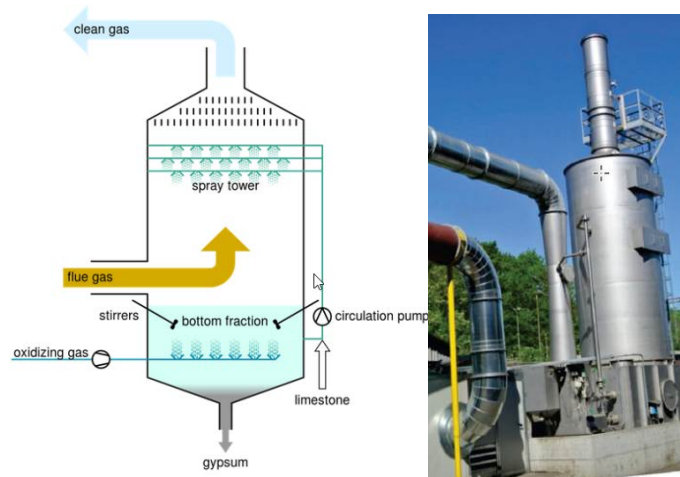 clean gas
spray tower
flue gas
stirrers
bottom fraction
circulation pump
oxidizing gas
limestone
gypsum